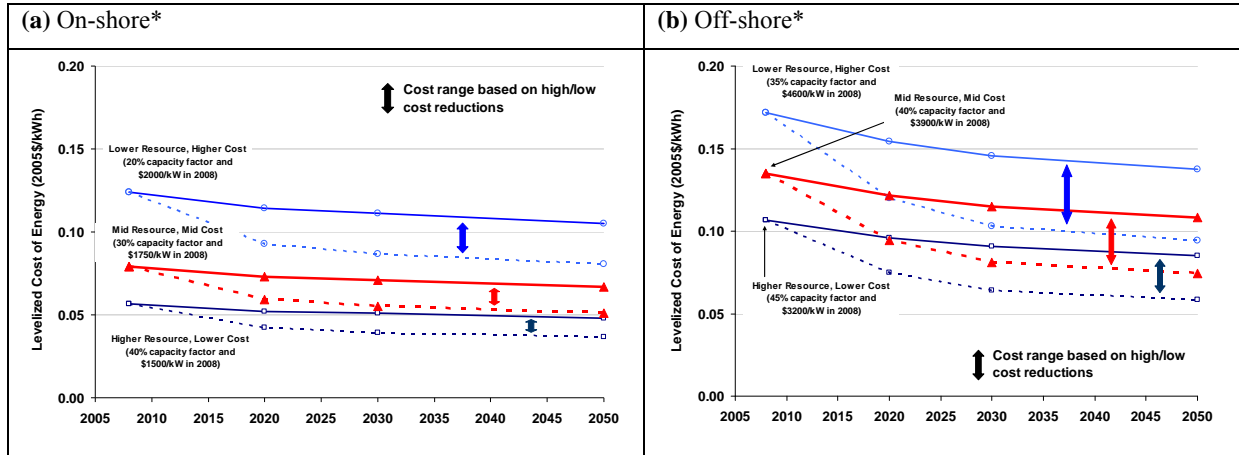 (a) On-shore*
(b) Off-shore*
Levelized Cost of Energy (2005$/kWh)
0.20
0.15
0.10
0.05
0.00
2005 2010 2015 2020 2025 2030 2035 2040 2045 2050
Cost range based on high/low
cost reductions
Lower Resource, Higher Cost
(20% capacity factor and
$2000/kW in 2008)
Mid Resource, Mid Cost
(30% capacity factor and
$1750/kW in 2008)
Higher Resource, Lower Cost
(40% capacity factor and
$1500/kW in 2008)
Levelized Cost of Energy (2005$/kWh)
0.20
0.15
0.10
0.05
0.00
2005 2010 2015 2020 2025 2030 2035 2040 2045 2050
Lower Resource, Higher Cost
(35% capacity factor and
$4600/kW in 2008)
Mid Resource, Mid Cost
(40% capacity factor and
$3900/kW in 2008)
Higher Resource, Lower Cost
(45% capacity factor and
$3200/kW in 2008)
Cost range based on high/low
cost reductions